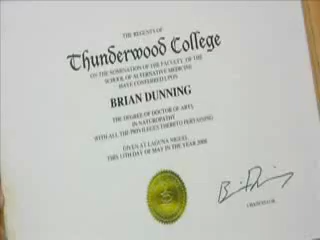 THE REGENTS OF
Thunderwood College
ON THE NOMINATION OF THE FACULTY OF THE
SCHOOL OF ALTERNATIVE MEDICINE
HAVE CONFERRED UPON
BRIAN DUNNING
THE DEGREE OF DOCTOR OF ARTS
IN NATUROPATHY
WITH ALL THE PRIVILEGES THERETO PERTAINING
GIVEN AT LAGUNA NIGUEL
THIS 13TH DAY OF MAY IN THE YEAR 2008